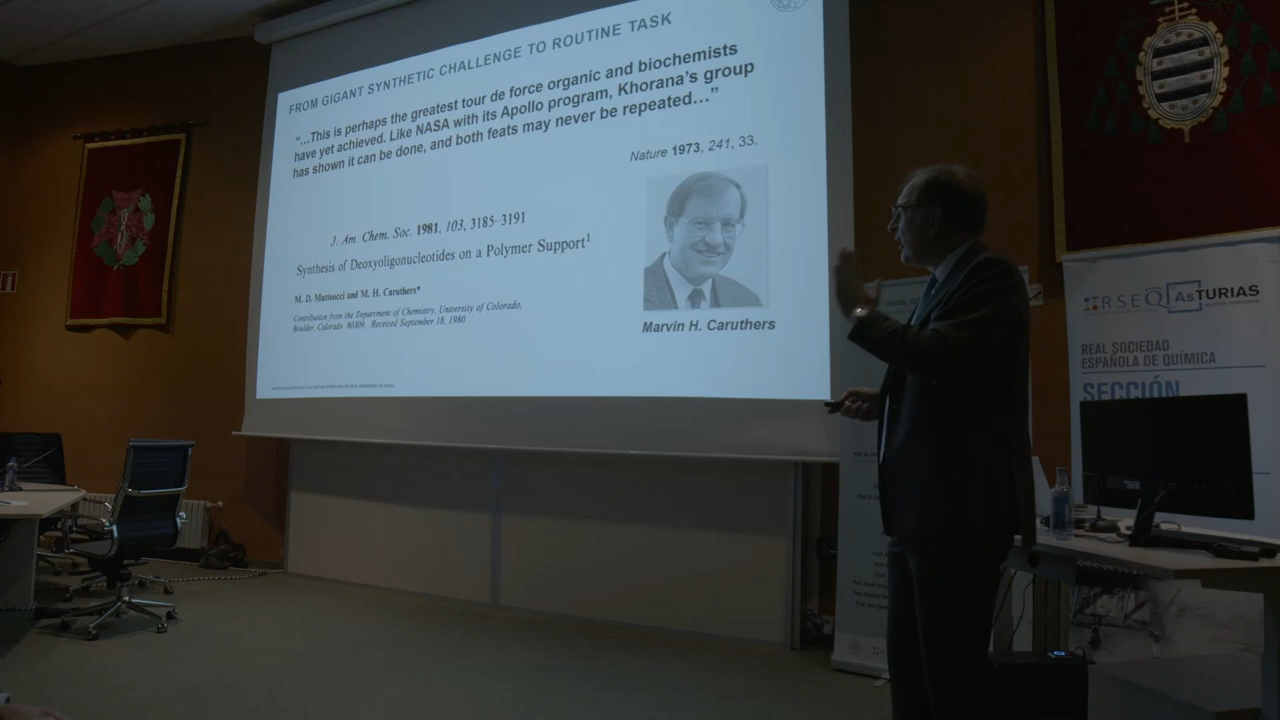 FROM GIGANT SYNTHETIC CHALLENGE TO ROUTINE TASK
“...This is perhaps the greatest tour de force organic and biochemists
have yet achieved. Like NASA with its Apollo program, Khorana’s group
has shown it can be done, and both feats may never be repeated...”
Nature 1973, 241, 33.
J. Am. Chem. Soc. 1981, 103, 3185-3191
Synthesis of Deoxyoligonucleotides on a Polymer Support¹
M. D. Matteucci and M. H. Caruthers*
Contribution from the Department of Chemistry, University of Colorado,
Boulder, Colorado 80309. Received September 18, 1980
Marvin H. Caruthers
RSEQ AsTURIAS
REAL SOCIEDAD
ESPAÑOLA DE QUÍMICA
SECCIÓN